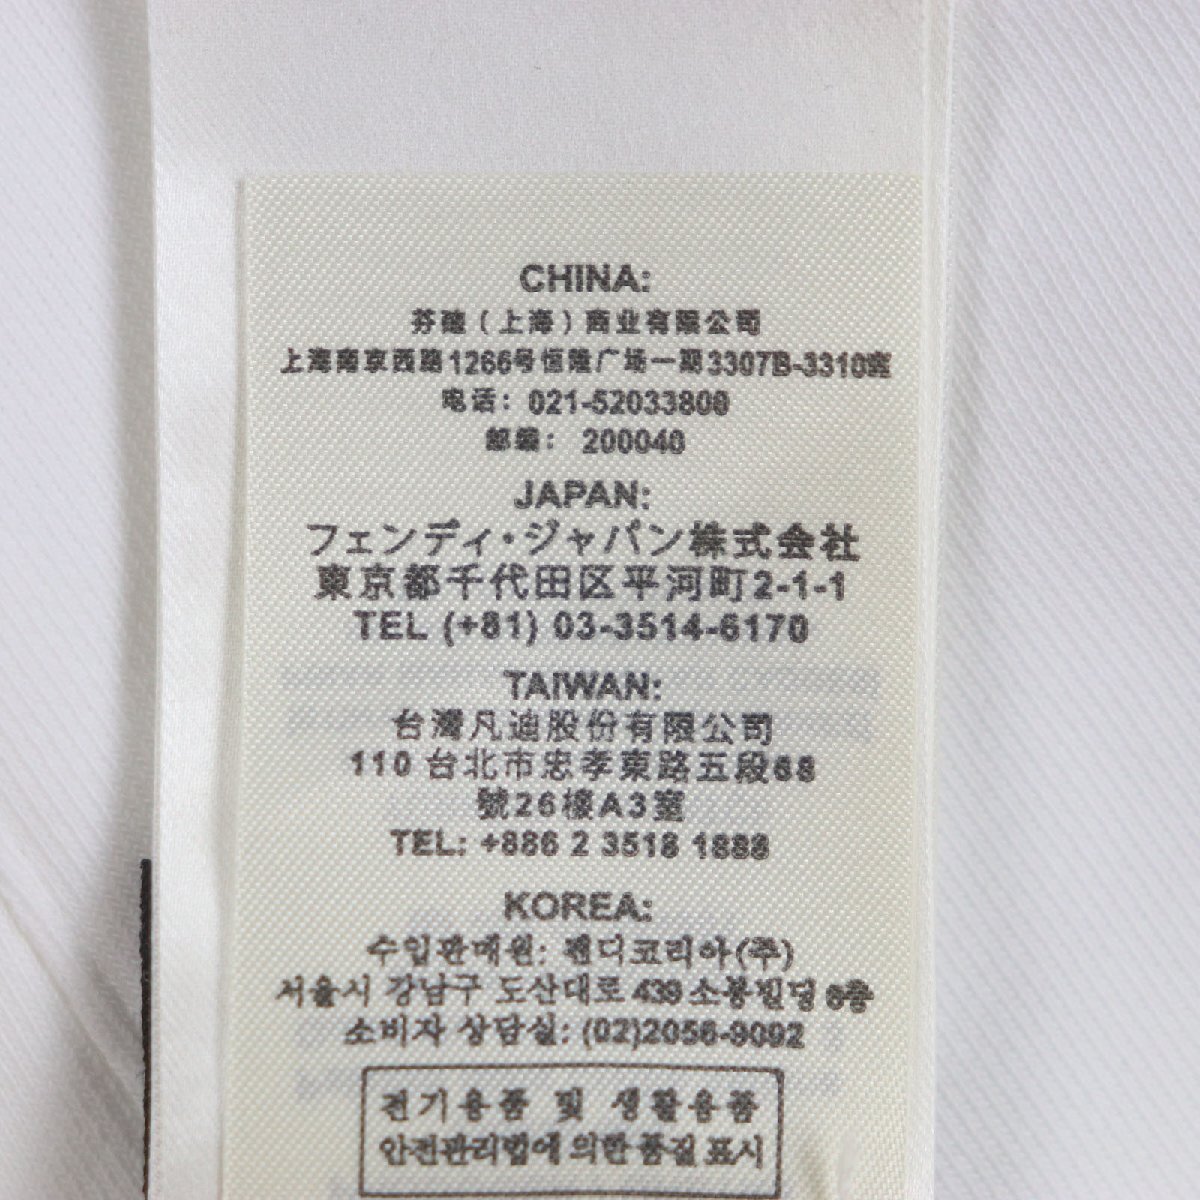 CHINA:
芬迪（上海）商业有限公司
上海南京西路1266号恒隆广场一期3307B-3310室
电话：021-52033800
邮编：200040
JAPAN:
フェンディ・ジャパン株式会社
東京都千代田区平河町2-1-1
TEL (+81) 03-3514-6170
TAIWAN:
台灣凡迪股份有限公司
110 台北市忠孝東路五段68
號26樓A3室
TEL: +886 2 3518 1888
KOREA:
수입판매원: 펜디코리아(주)
서울시 강남구 도산대로 439 소봉빌딩 6층
소비자 상담실: (02)2056-9092
전기용품 및 생활용품
안전관리법에 의한 품질 표시